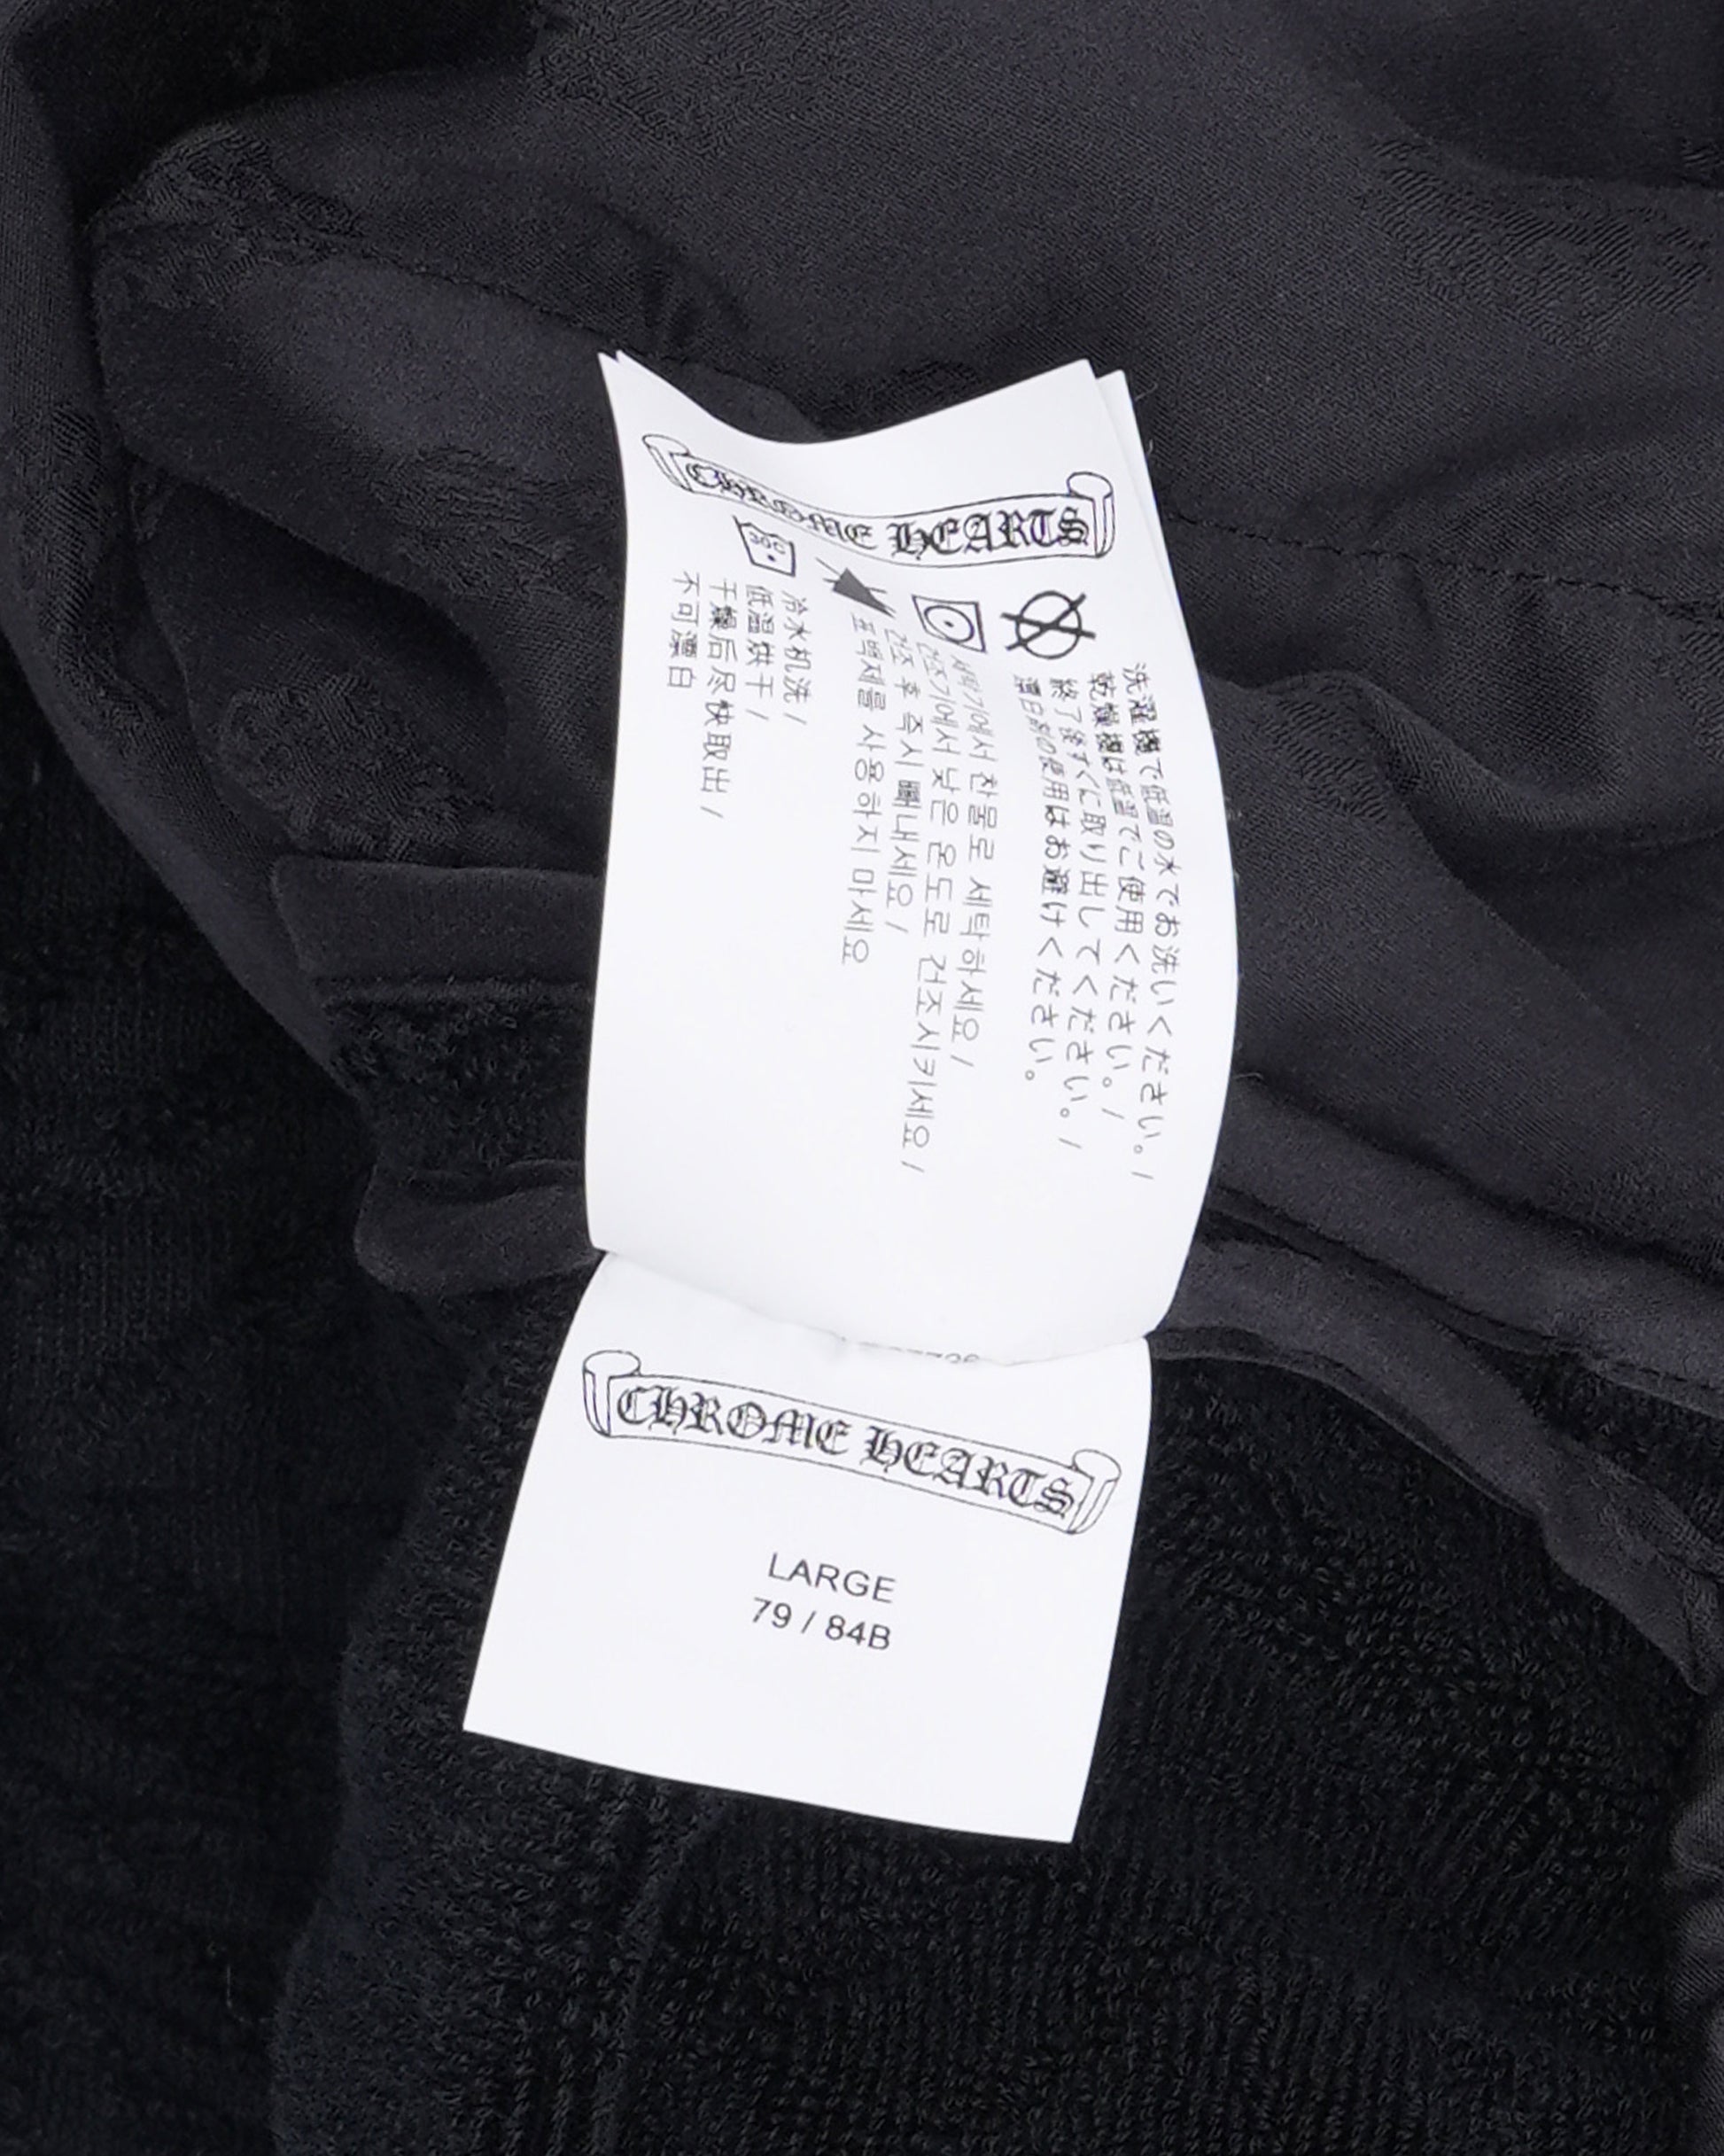 CHROME HEARTS
30C
洗濯機で低温の水でお洗いください。/
乾燥機は低温でご使用ください。/
終了後すぐに取り出してください。/
漂白剤の使用はお避けください。
세탁기에서 찬물로 세탁하세요 /
건조기에서 낮은 온도로 건조시키세요 /
건조 후 즉시 빼내세요 /
표백제를 사용하지 마세요
冷水机洗 /
低温烘干 /
干燥后尽快取出 /
不可漂白
CHROME HEARTS
LARGE
79 / 84B